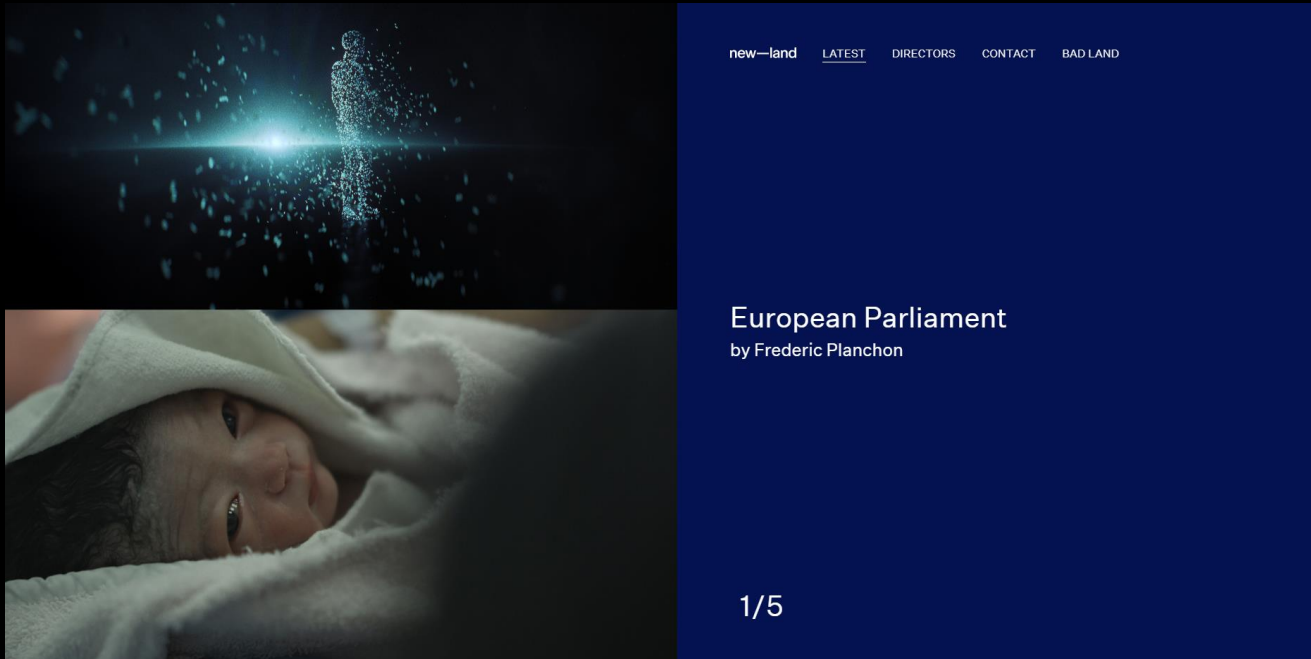 new—land LATEST DIRECTORS CONTACT BAD LAND
European Parliament
by Frederic Planchon
1/5